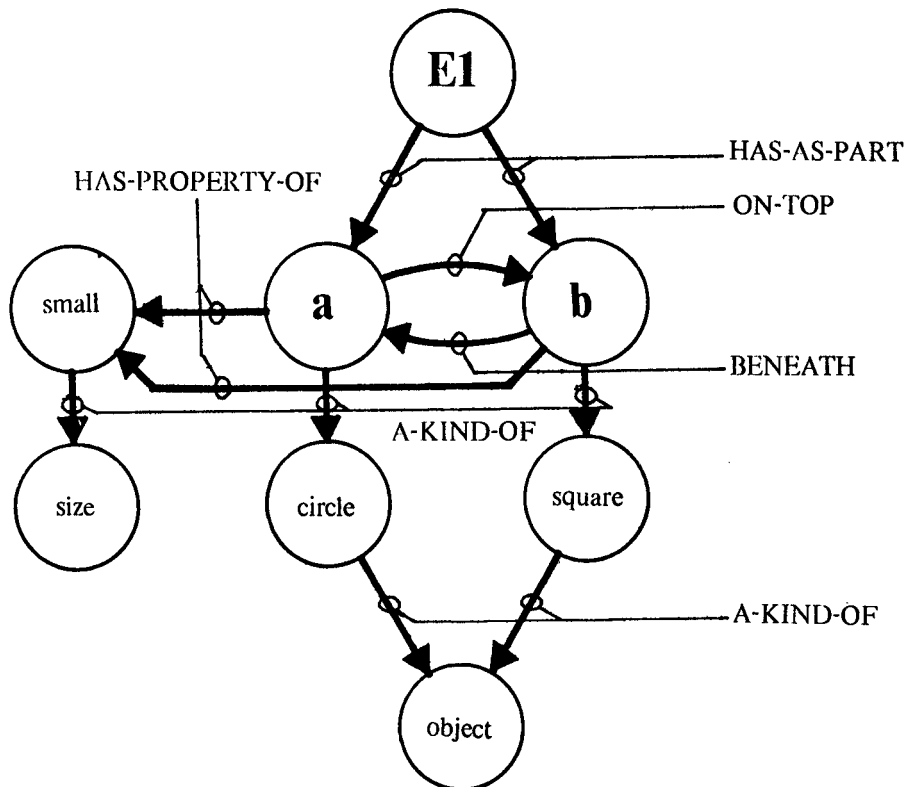 E1
HAS-AS-PART
HAS-PROPERTY-OF
ON-TOP
small
a
b
BENEATH
A-KIND-OF
size
circle
square
A-KIND-OF
object